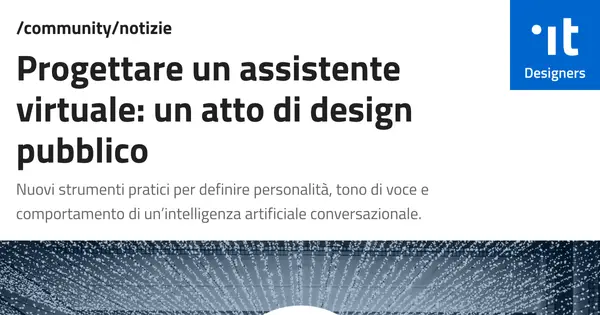 /community/notizie
Progettare un assistente
virtuale: un atto di design
pubblico
Nuovi strumenti pratici per definire personalità, tono di voce e
comportamento di un’intelligenza artificiale conversazionale.
it
Designers